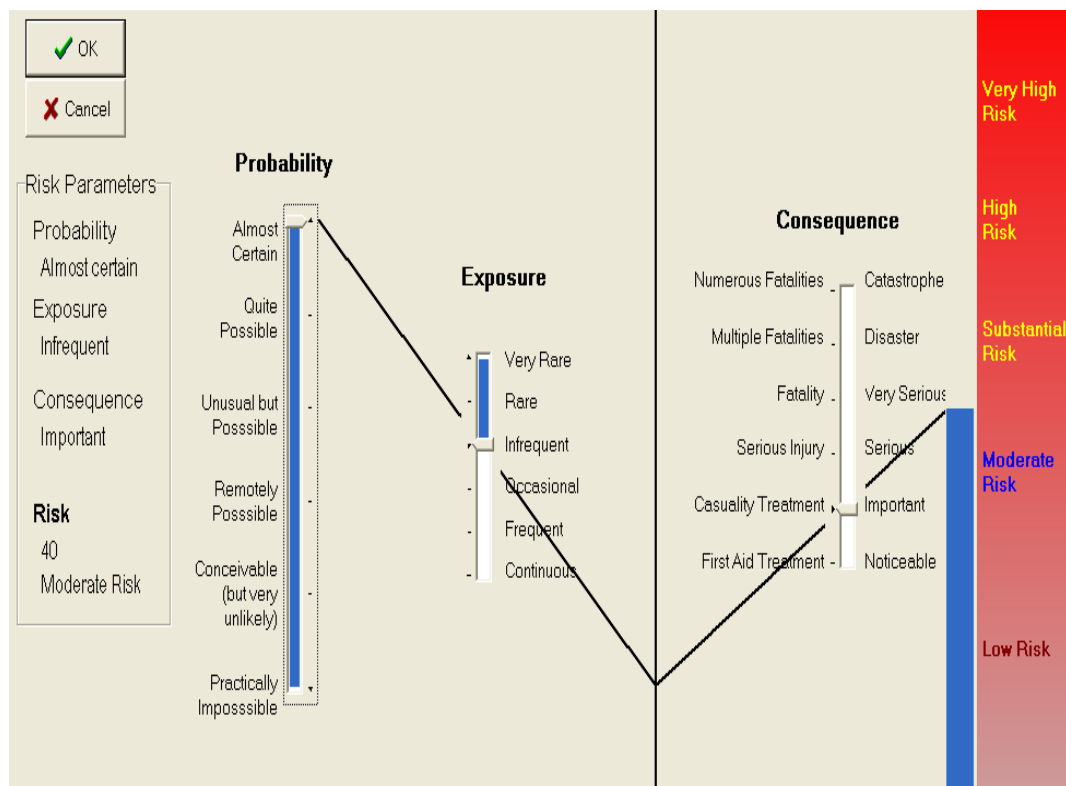 OK
Cancel
Risk Parameters
Probability
Almost certain
Exposure
Infrequent
Consequence
Important
Risk
40
Moderate Risk
Probability
Almost
Certain
Quite
Possible
Unusual but
Posssible
Remotely
Posssible
Conceivable
(but very
unlikely)
Practically
Imposssible
Exposure
Very Rare
Rare
Infrequent
Occasional
Frequent
Continuous
Consequence
Numerous Fatalities
Catastrophe
Multiple Fatalities
Disaster
Fatality
Very Serious
Serious Injury
Serious
Casuality Treatment
Important
First Aid Treatment
Noticeable
Very High
Risk
High
Risk
Substantial
Risk
Moderate
Risk
Low Risk